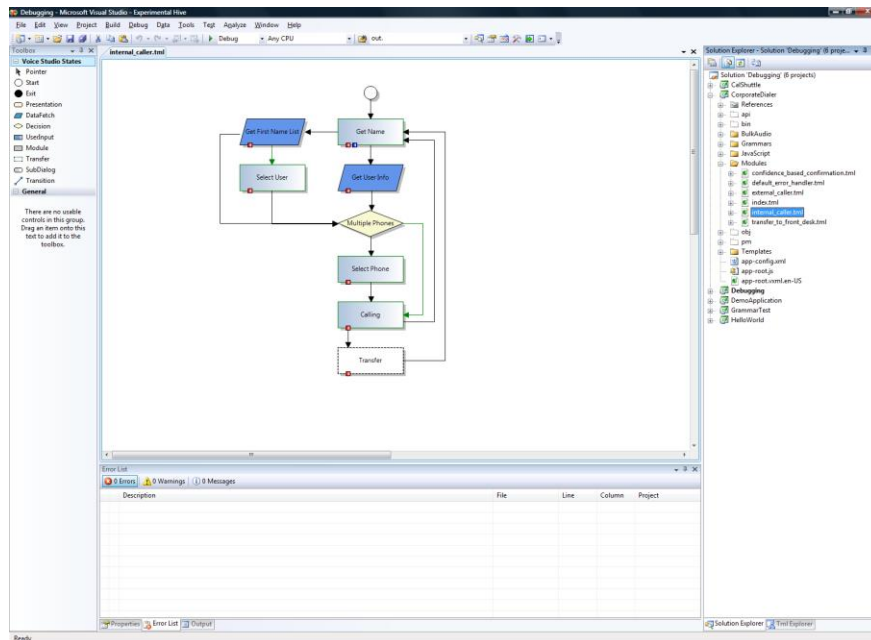 Debugging - Microsoft Visual Studio - Experimental Hive
File Edit View Project Build Debug Data Tools Test Analyze Window Help
Debug Any CPU out.
Toolbox
Voice Studio States
Pointer
Start
Exit
Presentation
DataFetch
Decision
UserInput
Module
Transfer
SubDialog
Transition
General
There are no usable
controls in this group.
Drag an item onto this
text to add it to the
toolbox.
internal_caller.tml
Get First Name List
Get Name
Select User
Get User Info
Multiple Phones
Select Phone
Calling
Transfer
Error List
0 Errors 0 Warnings 0 Messages
Description File Line Column Project
Properties Error List Output
Solution Explorer - Solution 'Debugging' (6 proje...
Solution 'Debugging' (6 projects)
CalShuttle
CorporateDialer
References
api
bin
BulkAudio
Grammars
JavaScript
Modules
confidence_based_confirmation.tml
default_error_handler.tml
external_caller.tml
index.tml
internal_caller.tml
transfer_to_front_desk.tml
obj
pm
Templates
app-config.xml
app-root.js
app-root.vxml.en-US
Debugging
DemoApplication
GrammarTest
HelloWorld
Solution Explorer Tml Explorer
Ready